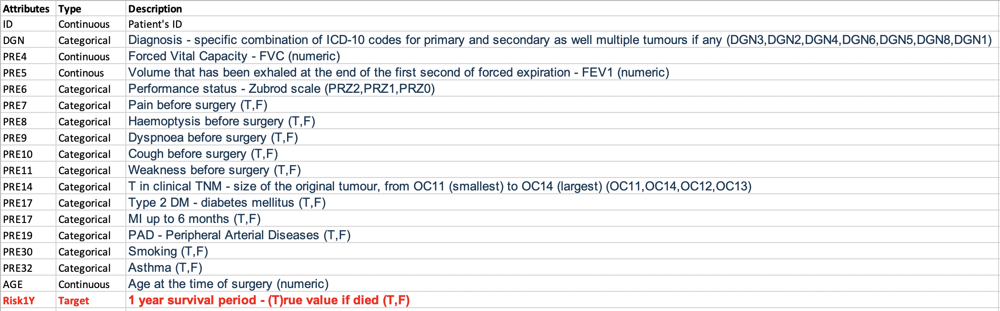 Attributes Type Description
ID Continuous Patient's ID
DGN Categorical Diagnosis - specific combination of ICD-10 codes for primary and secondary as well multiple tumours if any (DGN3,DGN2,DGN4,DGN6,DGN5,DGN8,DGN1)
PRE4 Continuous Forced Vital Capacity - FVC (numeric)
PRE5 Continous Volume that has been exhaled at the end of the first second of forced expiration - FEV1 (numeric)
PRE6 Categorical Performance status - Zubrod scale (PRZ2,PRZ1,PRZ0)
PRE7 Categorical Pain before surgery (T,F)
PRE8 Categorical Haemoptysis before surgery (T,F)
PRE9 Categorical Dyspnoea before surgery (T,F)
PRE10 Categorical Cough before surgery (T,F)
PRE11 Categorical Weakness before surgery (T,F)
PRE14 Categorical T in clinical TNM - size of the original tumour, from OC11 (smallest) to OC14 (largest) (OC11,OC14,OC12,OC13)
PRE17 Categorical Type 2 DM - diabetes mellitus (T,F)
PRE17 Categorical MI up to 6 months (T,F)
PRE19 Categorical PAD - Peripheral Arterial Diseases (T,F)
PRE30 Categorical Smoking (T,F)
PRE32 Categorical Asthma (T,F)
AGE Continuous Age at the time of surgery (numeric)
Risk1Y Target 1 year survival period - (T)rue value if died (T,F)